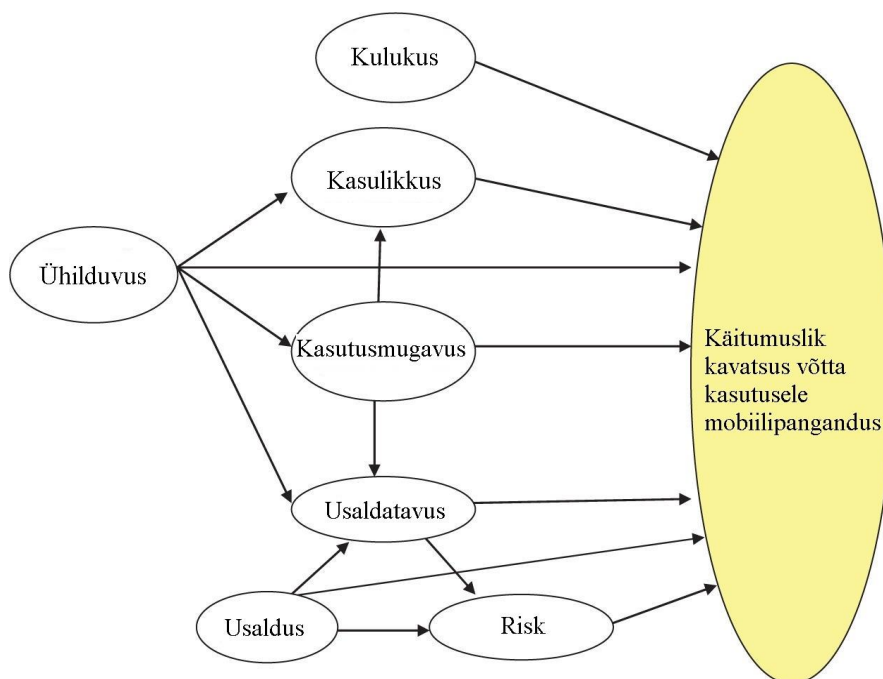 Kulukus
Kasulikkus
Ühilduvus
Kasutusmugavus
Käitumuslik
kavatsus võtta
kasutusele
mobiilipangandus
Usaldatavus
Usaldus
Risk